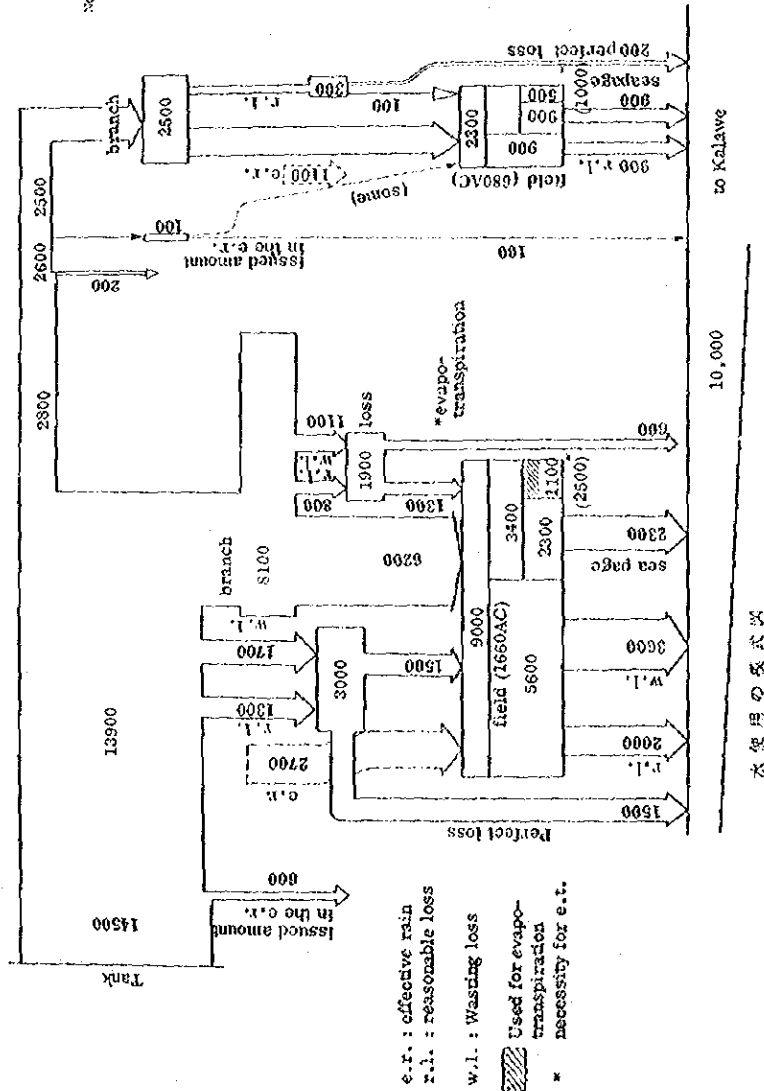 Tank
14500
13900
2800
2600
2500
200
Issued amount
in the e.r.
600
branch
8100
w.l.
1700
1300
r.l.
2700
e.r.
3000
1500
Perfect loss
1500
6200
800
r.l.
w.l.
1100
1900
loss
1300
600
*evapo-
transpiration
9000
field (1660AC)
3400
5600
2300
1100
(2500)
2000
r.l.
3600
w.l.
2300
sea page
Issued amount
in the e.r.
100
100
branch
2500
r.l.
300
100
1100
e.r.
(some)
2300
field (680AC)
900
900
500
(1000)
900 r.l.
900
seapage
200 perfect loss
to Kalawe
10,000
e.r. : effective rain
r.l. : reasonable loss
w.l. : Wasting loss
Used for evapo-
transpiration
* necessity for e.t.
水使用の模式図